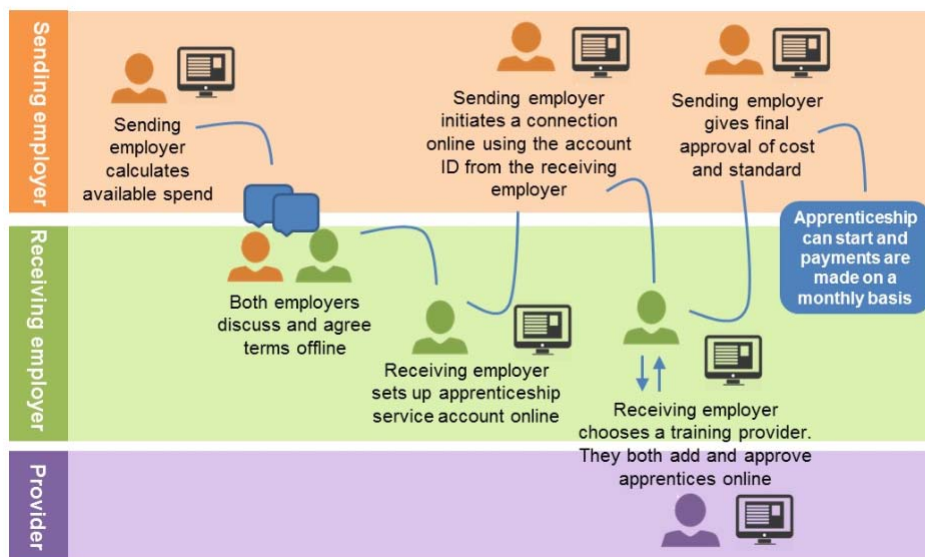 Sending employer
Sending
employer
calculates
available spend
Sending employer
initiates a connection
online using the account
ID from the receiving
employer
Sending employer
gives final
approval of cost
and standard
Receiving employer
Both employers
discuss and agree
terms offline
Receiving employer
sets up apprenticeship
service account online
Receiving employer
chooses a training provider.
They both add and approve
apprentices online
Apprenticeship
can start and
payments are
made on a
monthly basis
Provider